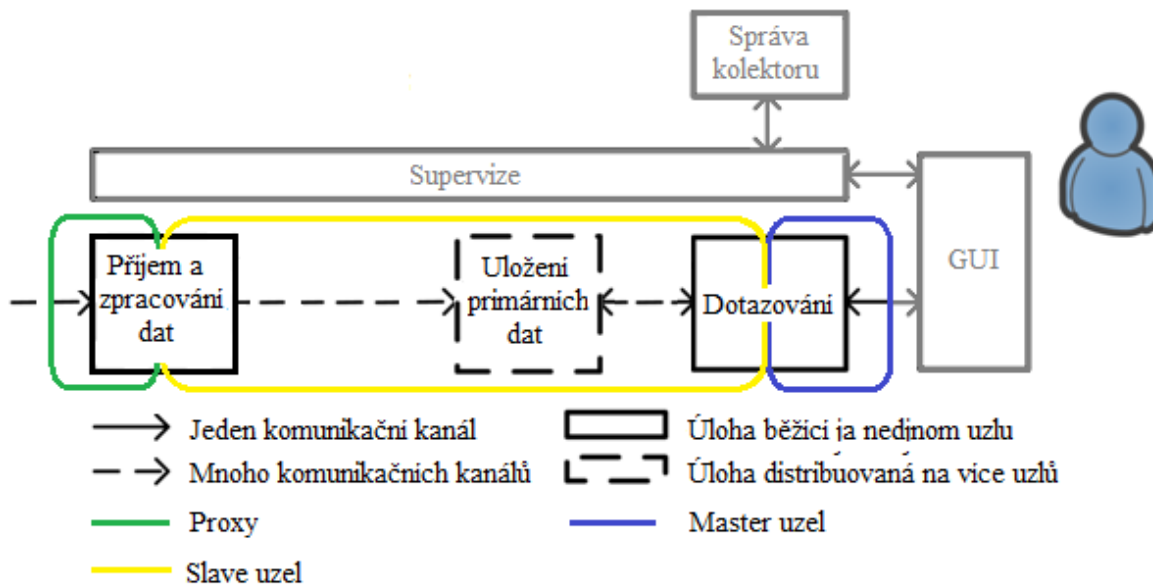 Správa
kolektoru
Supervize
GUI
Příjem a
zpracování
dat
Uložení
primárních
dat
Dotazování
Jeden komunikační kanál
Mnoho komunikačních kanálů
Proxy
Slave uzel
Úloha běžící ja nedjnom uzlu
Úloha distribuovaná na více uzlů
Master uzel